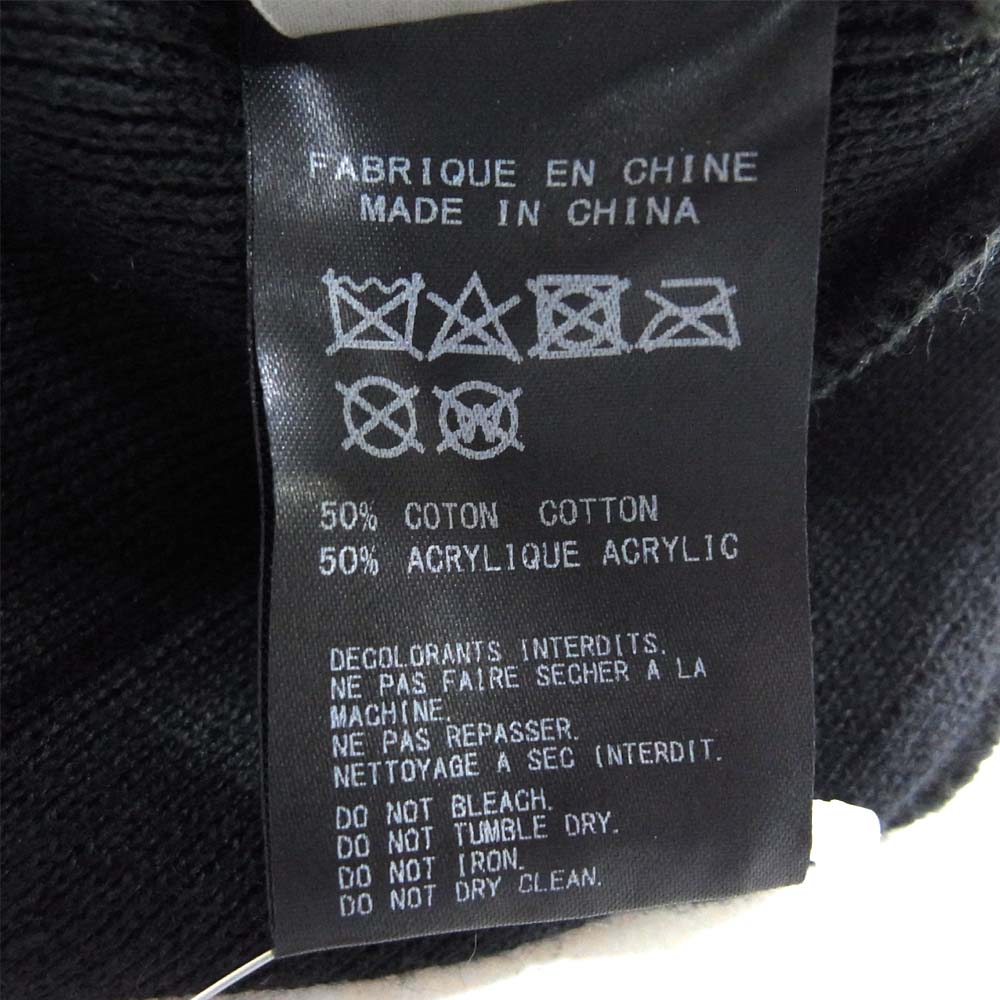 FABRIQUE EN CHINE
MADE IN CHINA
W
50% COTON COTTON
50% ACRYLIQUE ACRYLIC
DECOLORANTS INTERDITS.
NE PAS FAIRE SECHER A LA
MACHINE.
NE PAS REPASSER.
NETTOYAGE A SEC INTERDIT.
DO NOT BLEACH.
DO NOT TUMBLE DRY.
DO NOT IRON.
DO NOT DRY CLEAN.